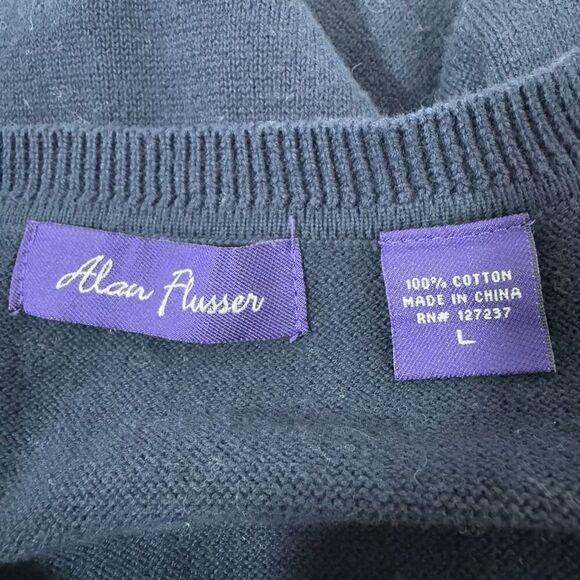 Alan Flusser
100% COTTON
MADE IN CHINA
RN# 127237
L